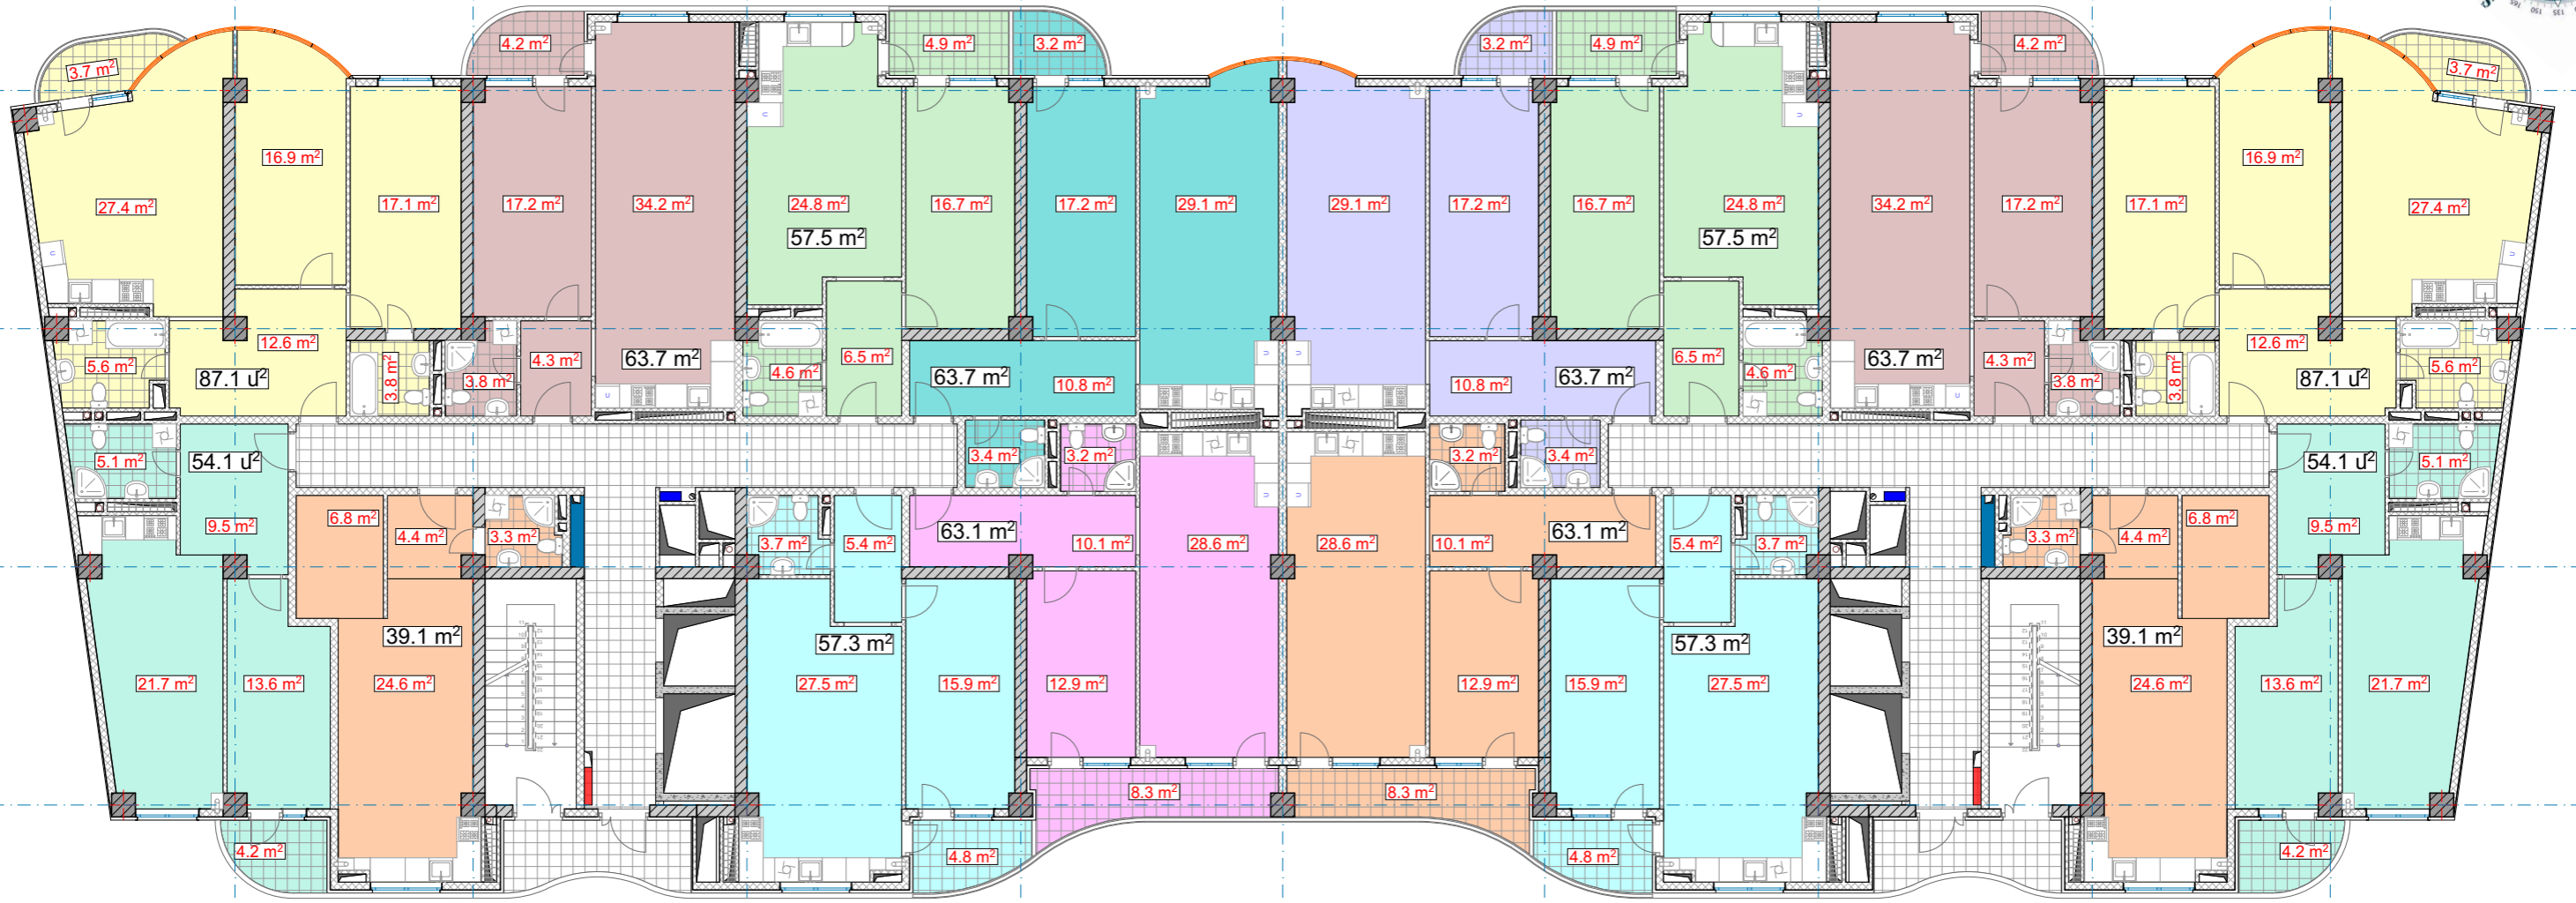 4.2 m²
4.9 m²
3.2 m²
3.2 m²
4.9 m²
4.2 m²
3.7 m²
3.7 m²
16.9 m²
16.9 m²
27.4 m²
17.1 m²
17.2 m²
34.2 m²
24.8 m²
16.7 m²
17.2 m²
29.1 m²
29.1 m²
17.2 m²
16.7 m²
24.8 m²
34.2 m²
17.2 m²
17.1 m²
27.4 m²
57.5 m²
57.5 m²
12.6 m²
12.6 m²
5.6 m²
87.1 u²
3.8 m²
3.8 m²
4.3 m²
63.7 m²
4.6 m²
6.5 m²
63.7 m²
10.8 m²
10.8 m²
63.7 m²
6.5 m²
4.6 m²
63.7 m²
4.3 m²
3.8 m²
3.8 m²
87.1 u²
5.6 m²
5.1 m²
54.1 u²
3.4 m²
3.2 m²
3.2 m²
3.4 m²
54.1 u²
5.1 m²
9.5 m²
6.8 m²
4.4 m²
3.3 m²
3.7 m²
5.4 m²
63.1 m²
10.1 m²
28.6 m²
28.6 m²
10.1 m²
63.1 m²
5.4 m²
3.7 m²
3.3 m²
4.4 m²
6.8 m²
9.5 m²
39.1 m²
57.3 m²
57.3 m²
39.1 m²
21.7 m²
13.6 m²
24.6 m²
27.5 m²
15.9 m²
12.9 m²
12.9 m²
15.9 m²
27.5 m²
24.6 m²
13.6 m²
21.7 m²
8.3 m²
8.3 m²
4.2 m²
4.8 m²
4.8 m²
4.2 m²